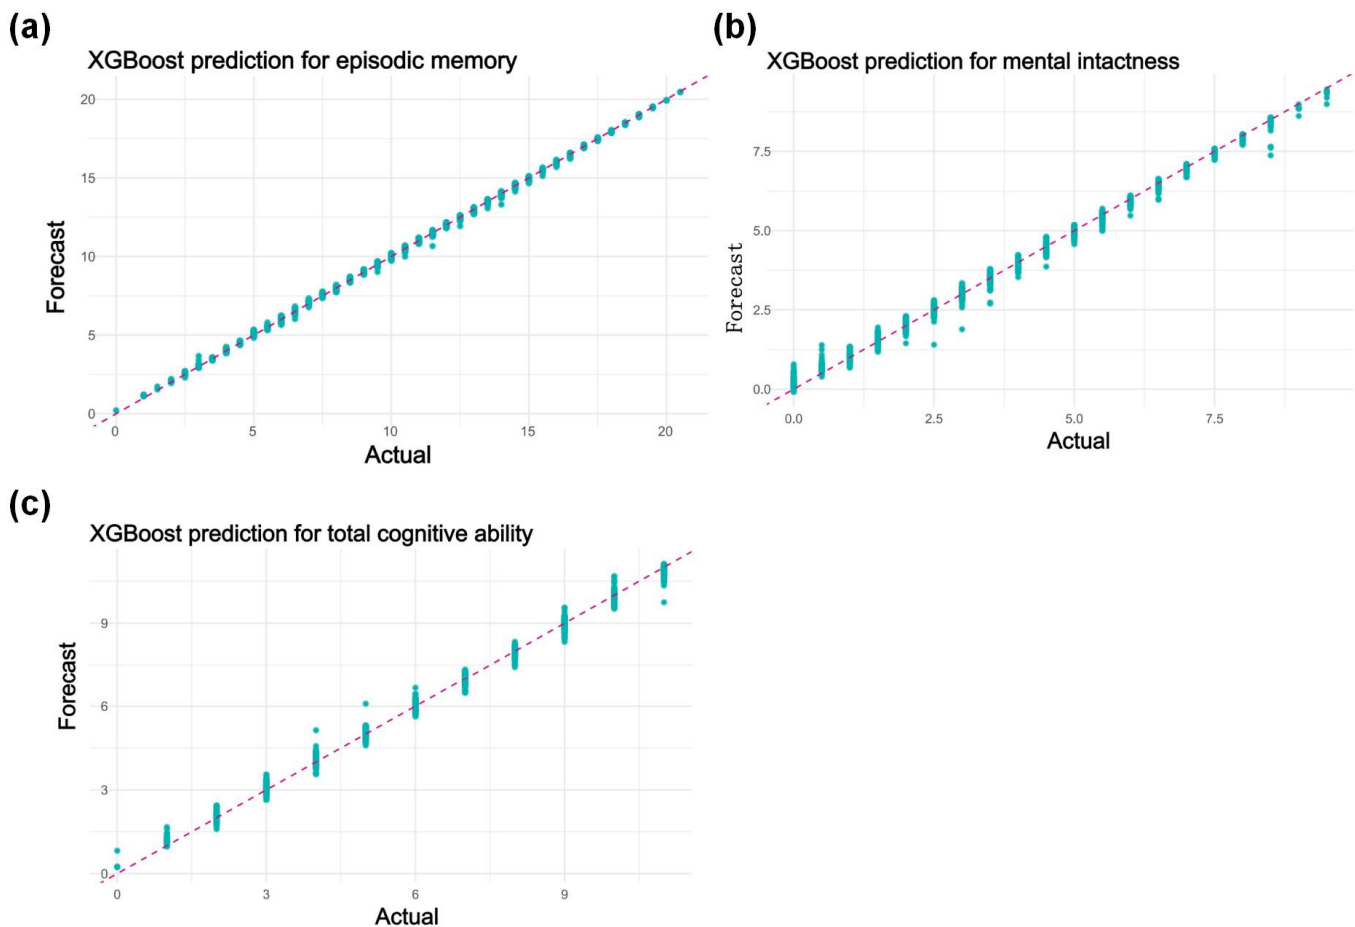 (a)
XGBoost prediction for episodic memory
20
15
10
5
0
Forecast
0 5 10 15 20
Actual
(b)
XGBoost prediction for mental intactness
7.5
5.0
2.5
0.0
Forecast
0.0 2.5 5.0 7.5
Actual
(c)
XGBoost prediction for total cognitive ability
9
6
3
0
Forecast
0 3 6 9
Actual